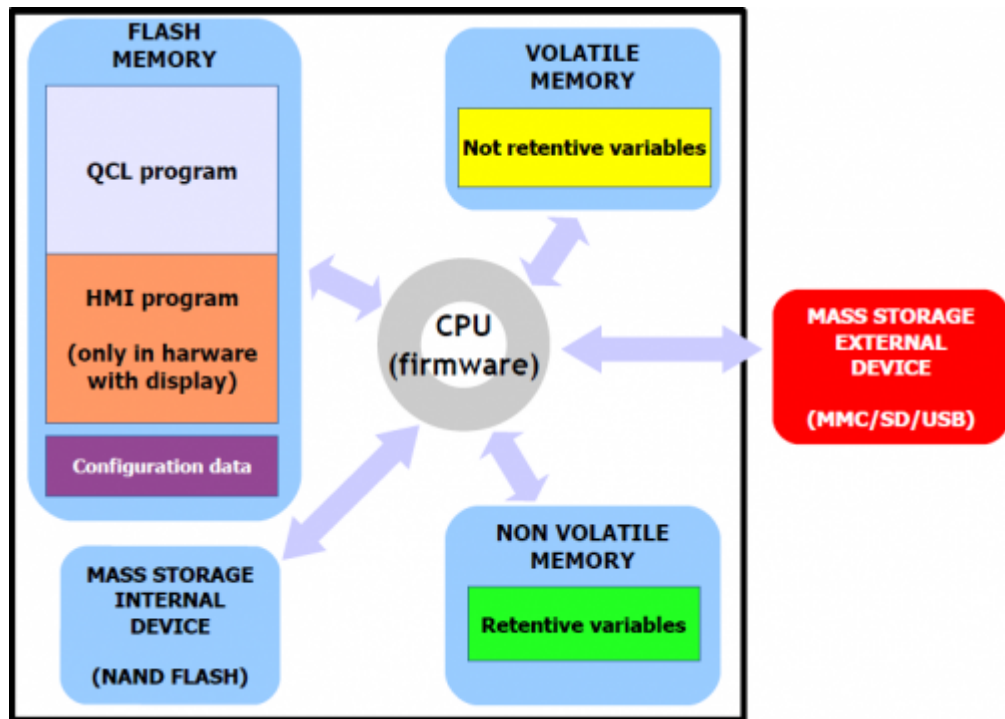 FLASH
MEMORY
QCL program
HMI program
(only in harware
with display)
Configuration data
VOLATILE
MEMORY
Not retentive variables
CPU
(firmware)
MASS STORAGE
EXTERNAL
DEVICE
(MMC/SD/USB)
MASS STORAGE
INTERNAL
DEVICE
(NAND FLASH)
NON VOLATILE
MEMORY
Retentive variables